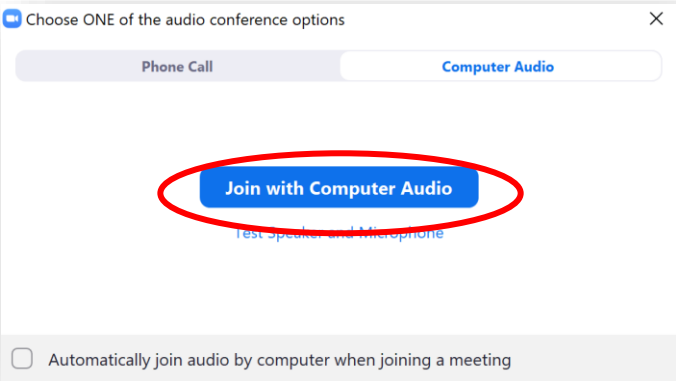 Choose ONE of the audio conference options
Phone Call
Computer Audio
Join with Computer Audio
Test Speaker and Microphone
Automatically join audio by computer when joining a meeting